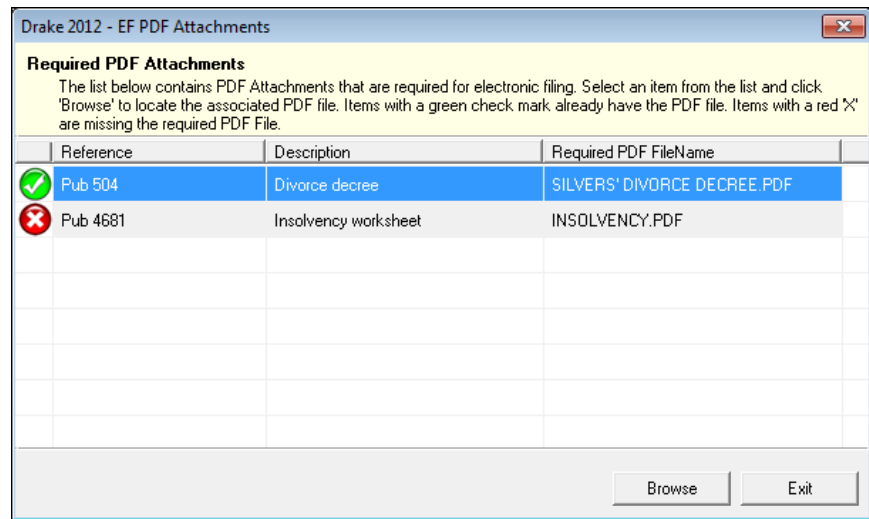 Drake 2012 - EF PDF Attachments
Required PDF Attachments
The list below contains PDF Attachments that are required for electronic filing. Select an item from the list and click
'Browse' to locate the associated PDF file. Items with a green check mark already have the PDF file. Items with a red 'X'
are missing the required PDF File.
Reference Description Required PDF FileName
Pub 504 Divorce decree SILVERS' DIVORCE DECREE.PDF
Pub 4681 Insolvency worksheet INSOLVENCY.PDF
Browse Exit